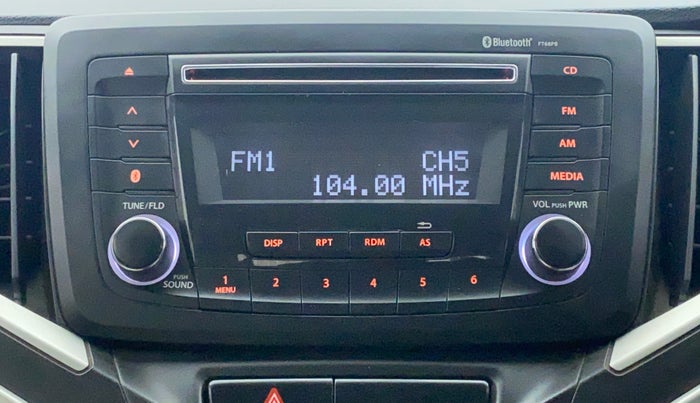 Bluetooth®
CD
FM
AM
MEDIA
FM1 CH5
104.00 MHz
TUNE/FLD
VOL PUSH PWR
DISP RPT RDM AS
PUSH
SOUND
1 2 3 4 5 6
MENU